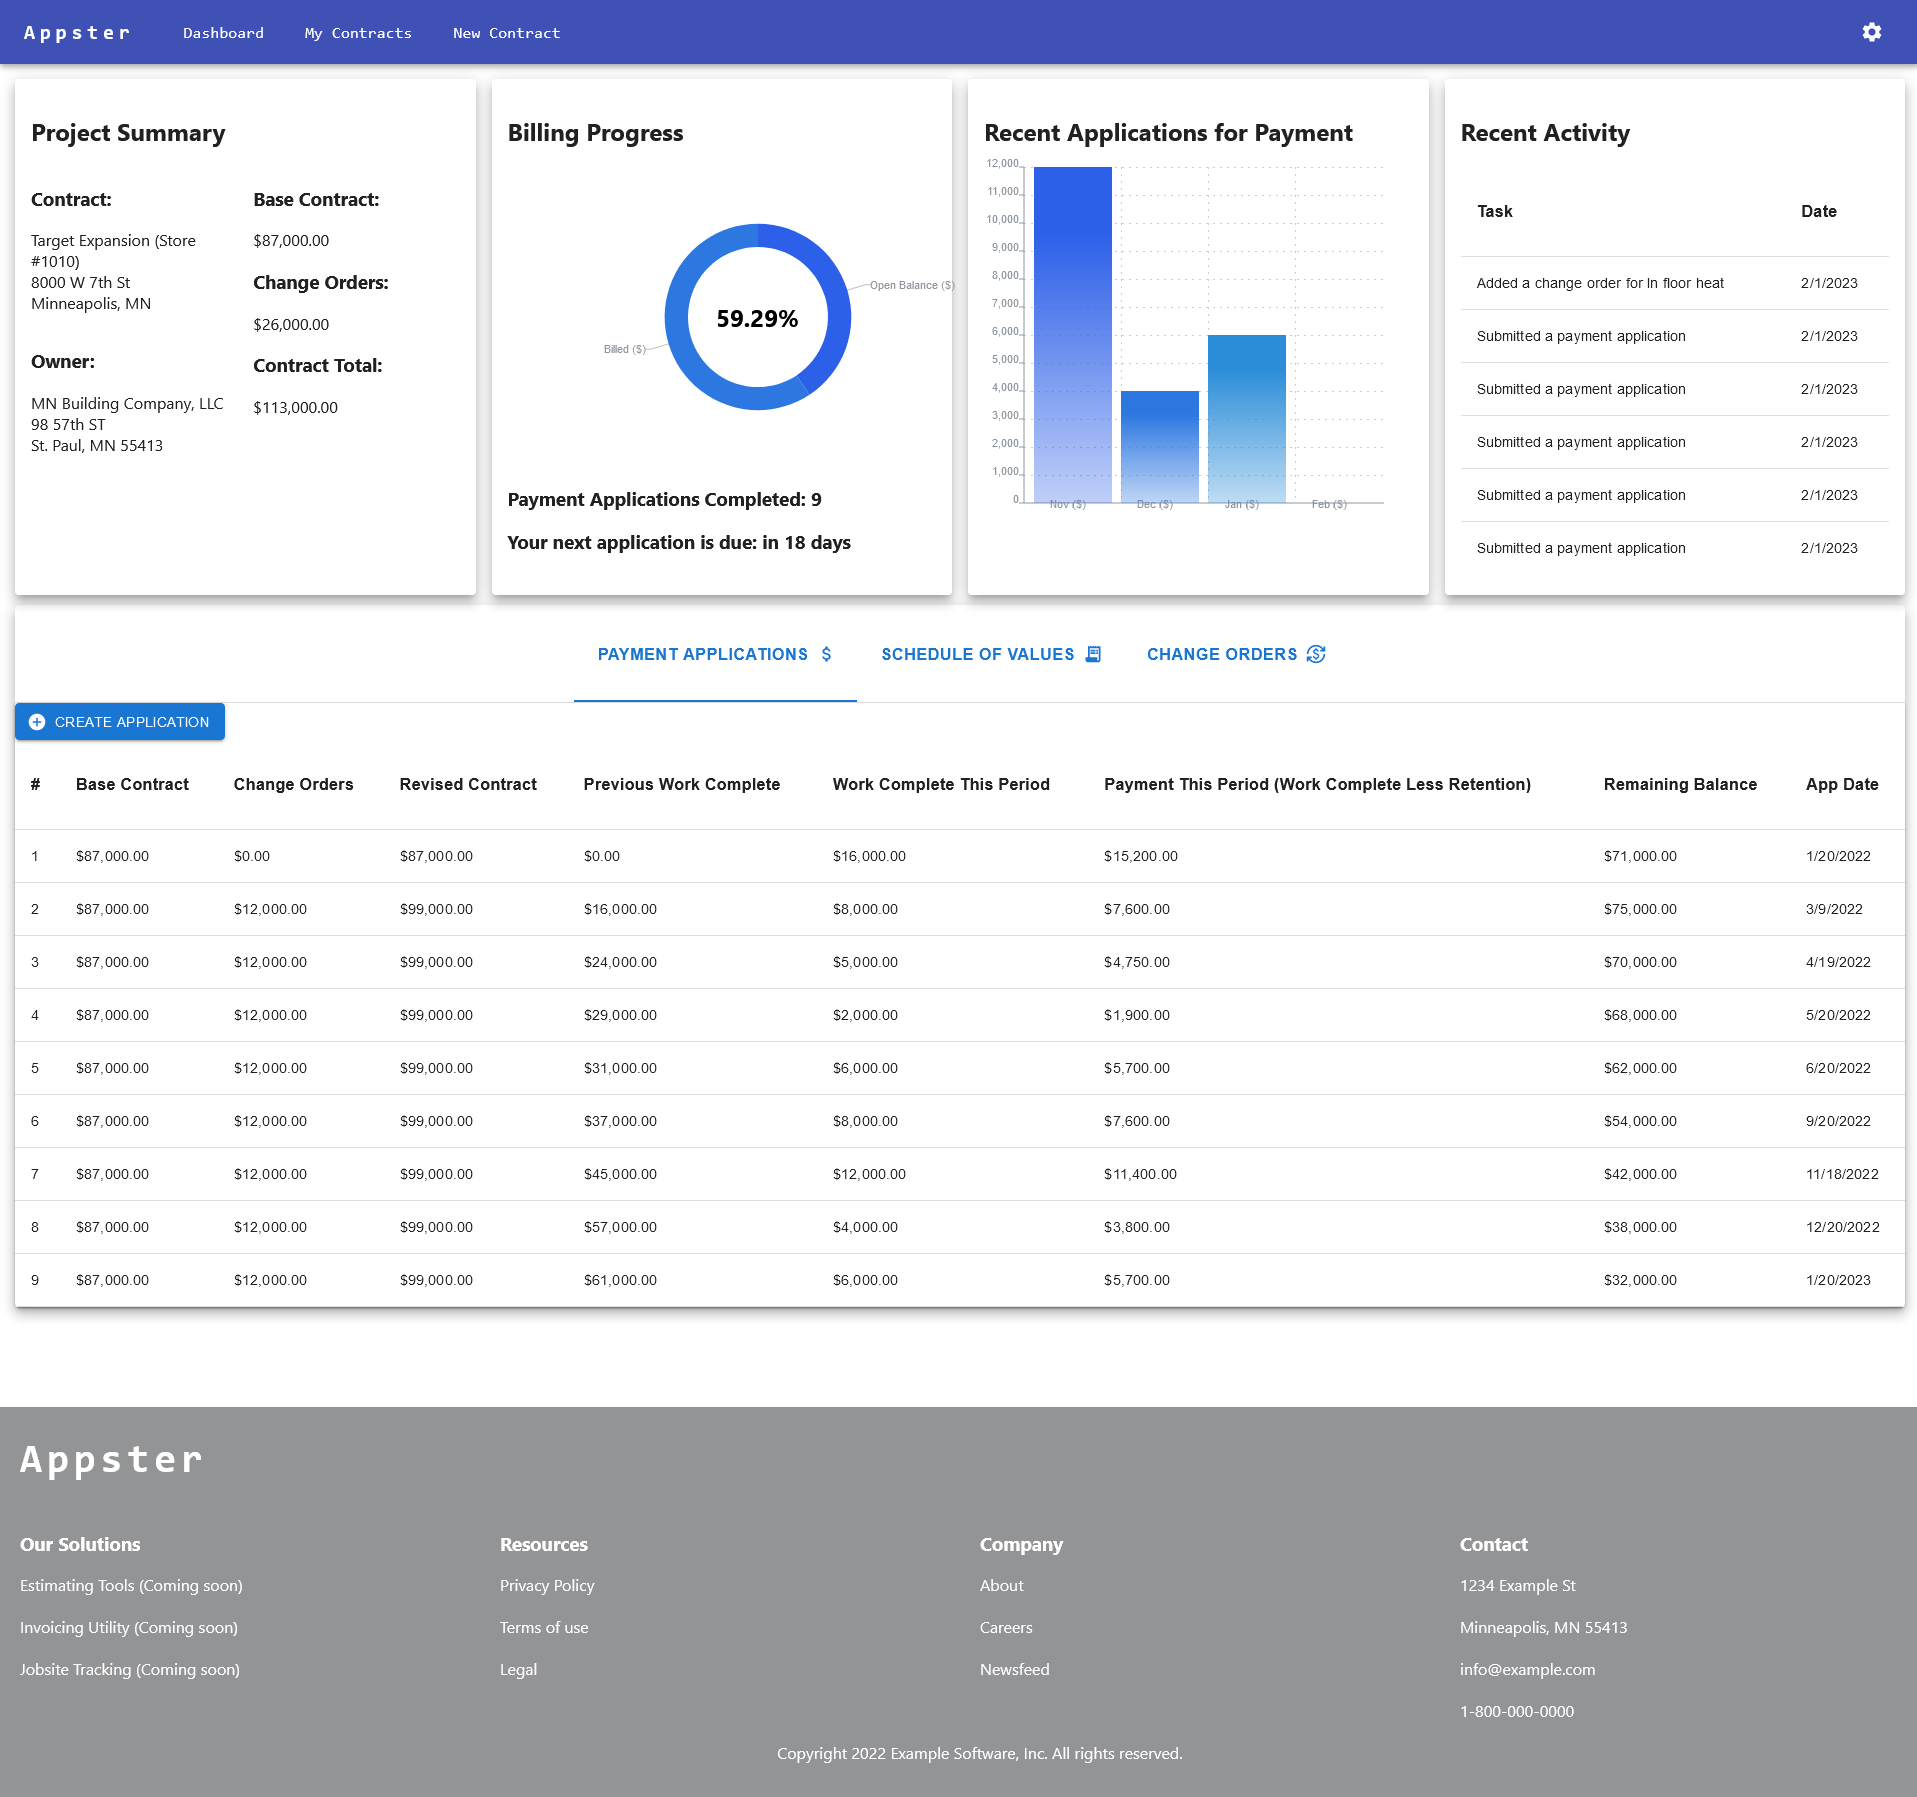 Appster Dashboard My Contracts New Contract
Project Summary
Contract:
Target Expansion (Store
#1010)
8000 W 7th St
Minneapolis, MN
Owner:
MN Building Company, LLC
98 57th ST
St. Paul, MN 55413
Base Contract:
$87,000.00
Change Orders:
$26,000.00
Contract Total:
$113,000.00
Billing Progress
Open Balance ($)
59.29%
Billed ($)
Payment Applications Completed: 9
Your next application is due: in 18 days
Recent Applications for Payment
12,000
11,000
10,000
9,000
8,000
7,000
6,000
5,000
4,000
3,000
2,000
1,000
0
Nov ($) Dec ($) Jan ($) Feb ($)
Recent Activity
Task Date
Added a change order for In floor heat 2/1/2023
Submitted a payment application 2/1/2023
Submitted a payment application 2/1/2023
Submitted a payment application 2/1/2023
Submitted a payment application 2/1/2023
Submitted a payment application 2/1/2023
PAYMENT APPLICATIONS $ SCHEDULE OF VALUES CHANGE ORDERS
CREATE APPLICATION
# Base Contract Change Orders Revised Contract Previous Work Complete Work Complete This Period Payment This Period (Work Complete Less Retention) Remaining Balance App Date
1 $87,000.00 $0.00 $87,000.00 $0.00 $16,000.00 $15,200.00 $71,000.00 1/20/2022
2 $87,000.00 $12,000.00 $99,000.00 $16,000.00 $8,000.00 $7,600.00 $75,000.00 3/9/2022
3 $87,000.00 $12,000.00 $99,000.00 $24,000.00 $5,000.00 $4,750.00 $70,000.00 4/19/2022
4 $87,000.00 $12,000.00 $99,000.00 $29,000.00 $2,000.00 $1,900.00 $68,000.00 5/20/2022
5 $87,000.00 $12,000.00 $99,000.00 $31,000.00 $6,000.00 $5,700.00 $62,000.00 6/20/2022
6 $87,000.00 $12,000.00 $99,000.00 $37,000.00 $8,000.00 $7,600.00 $54,000.00 9/20/2022
7 $87,000.00 $12,000.00 $99,000.00 $45,000.00 $12,000.00 $11,400.00 $42,000.00 11/18/2022
8 $87,000.00 $12,000.00 $99,000.00 $57,000.00 $4,000.00 $3,800.00 $38,000.00 12/20/2022
9 $87,000.00 $12,000.00 $99,000.00 $61,000.00 $6,000.00 $5,700.00 $32,000.00 1/20/2023
Appster
Our Solutions
Estimating Tools (Coming soon)
Invoicing Utility (Coming soon)
Jobsite Tracking (Coming soon)
Resources
Privacy Policy
Terms of use
Legal
Company
About
Careers
Newsfeed
Contact
1234 Example St
Minneapolis, MN 55413
info@example.com
1-800-000-0000
Copyright 2022 Example Software, Inc. All rights reserved.